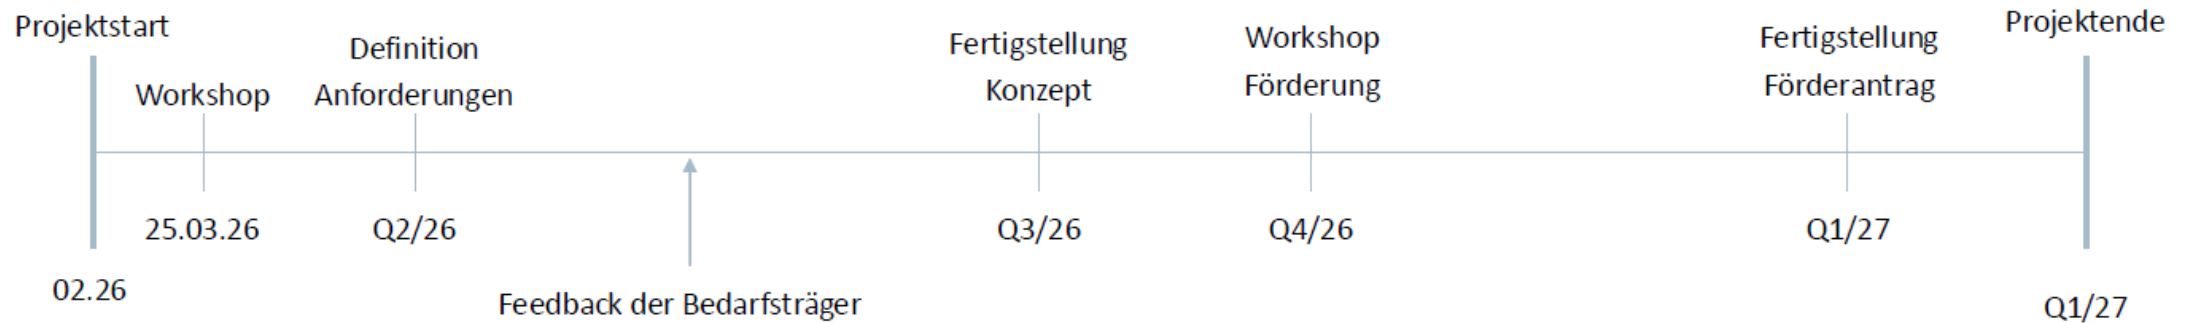 Projektstart
Workshop
Definition
Anforderungen
Fertigstellung
Konzept
Workshop
Förderung
Fertigstellung
Förderantrag
Projektende
25.03.26
Q2/26
Q3/26
Q4/26
Q1/27
02.26
Feedback der Bedarfsträger
Q1/27